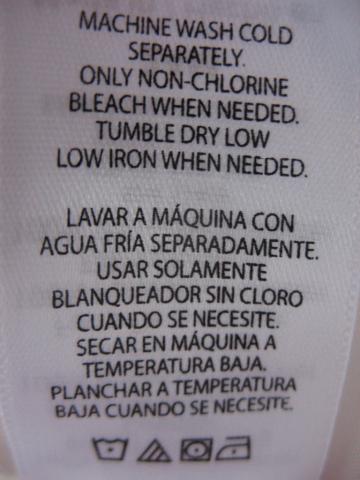 MACHINE WASH COLD
SEPARATELY.
ONLY NON-CHLORINE
BLEACH WHEN NEEDED.
TUMBLE DRY LOW
LOW IRON WHEN NEEDED.
LAVAR A MÁQUINA CON
AGUA FRÍA SEPARADAMENTE.
USAR SOLAMENTE
BLANQUEADOR SIN CLORO
CUANDO SE NECESITE.
SECAR EN MÁQUINA A
TEMPERATURA BAJA.
PLANCHAR A TEMPERATURA
BAJA CUANDO SE NECESITE.